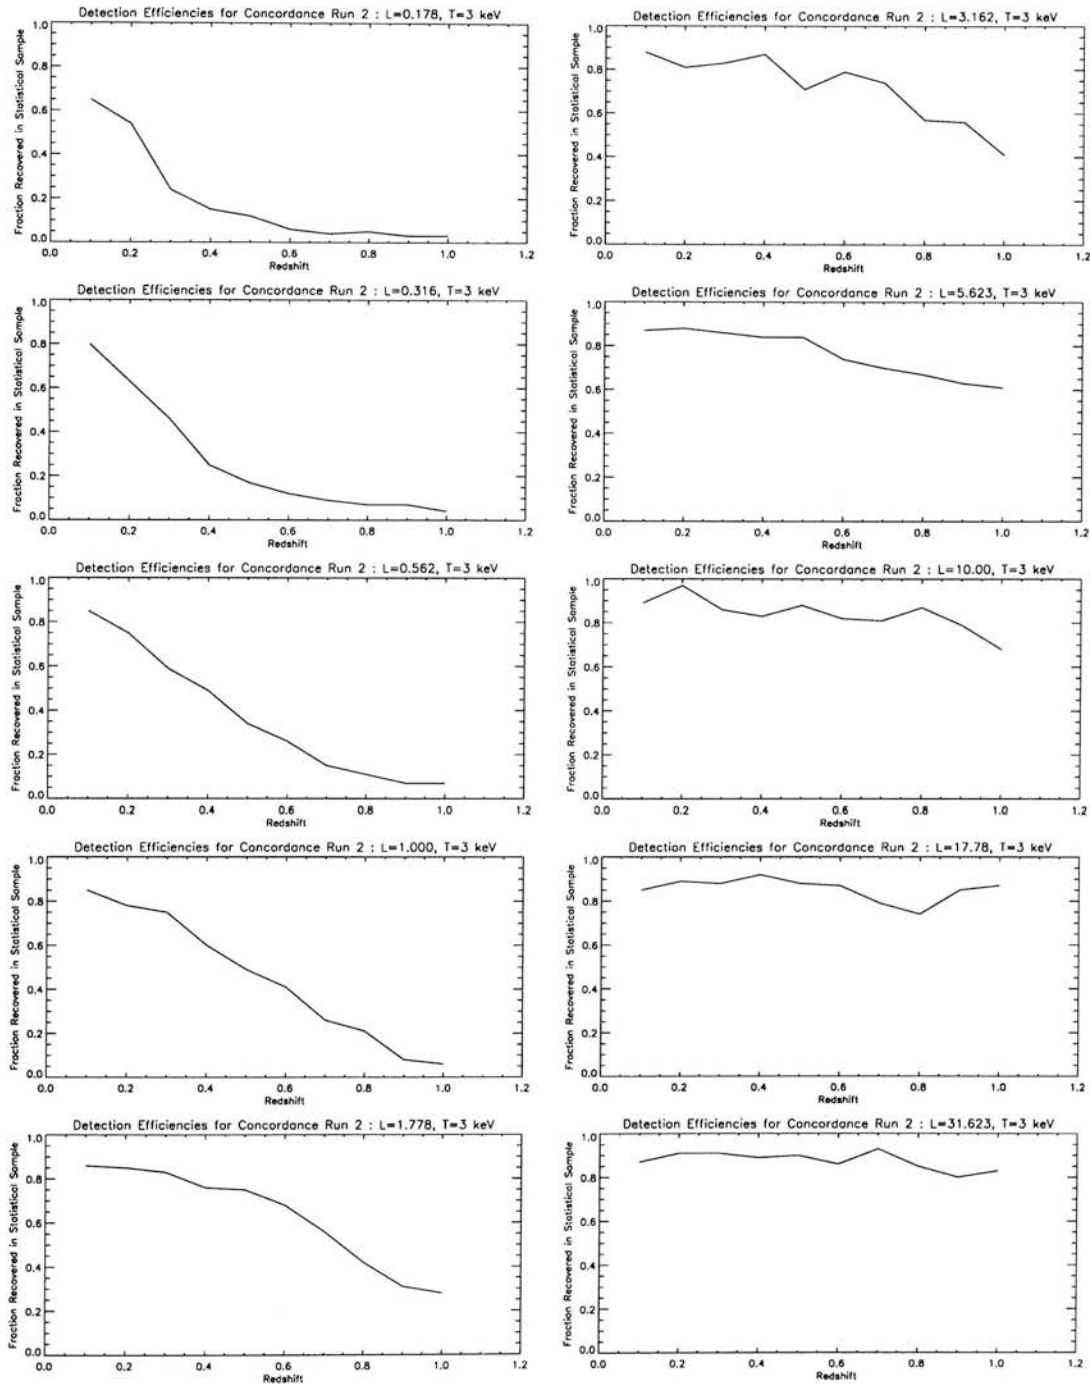 Detection Efficiencies for Concordance Run 2 : L=0.178, T=3 keV
Fraction Recovered in Statistical Sample
1.0
0.8
0.6
0.4
0.2
0.0
0.0 0.2 0.4 0.6 0.8 1.0 1.2
Redshift
Detection Efficiencies for Concordance Run 2 : L=0.316, T=3 keV
Fraction Recovered in Statistical Sample
1.0
0.8
0.6
0.4
0.2
0.0
0.0 0.2 0.4 0.6 0.8 1.0 1.2
Redshift
Detection Efficiencies for Concordance Run 2 : L=0.562, T=3 keV
Fraction Recovered in Statistical Sample
1.0
0.8
0.6
0.4
0.2
0.0
0.0 0.2 0.4 0.6 0.8 1.0 1.2
Redshift
Detection Efficiencies for Concordance Run 2 : L=1.000, T=3 keV
Fraction Recovered in Statistical Sample
1.0
0.8
0.6
0.4
0.2
0.0
0.0 0.2 0.4 0.6 0.8 1.0 1.2
Redshift
Detection Efficiencies for Concordance Run 2 : L=1.778, T=3 keV
Fraction Recovered in Statistical Sample
1.0
0.8
0.6
0.4
0.2
0.0
0.0 0.2 0.4 0.6 0.8 1.0 1.2
Redshift
Detection Efficiencies for Concordance Run 2 : L=3.162, T=3 keV
Fraction Recovered in Statistical Sample
1.0
0.8
0.6
0.4
0.2
0.0
0.0 0.2 0.4 0.6 0.8 1.0 1.2
Redshift
Detection Efficiencies for Concordance Run 2 : L=5.623, T=3 keV
Fraction Recovered in Statistical Sample
1.0
0.8
0.6
0.4
0.2
0.0
0.0 0.2 0.4 0.6 0.8 1.0 1.2
Redshift
Detection Efficiencies for Concordance Run 2 : L=10.00, T=3 keV
Fraction Recovered in Statistical Sample
1.0
0.8
0.6
0.4
0.2
0.0
0.0 0.2 0.4 0.6 0.8 1.0 1.2
Redshift
Detection Efficiencies for Concordance Run 2 : L=17.78, T=3 keV
Fraction Recovered in Statistical Sample
1.0
0.8
0.6
0.4
0.2
0.0
0.0 0.2 0.4 0.6 0.8 1.0 1.2
Redshift
Detection Efficiencies for Concordance Run 2 : L=31.623, T=3 keV
Fraction Recovered in Statistical Sample
1.0
0.8
0.6
0.4
0.2
0.0
0.0 0.2 0.4 0.6 0.8 1.0 1.2
Redshift